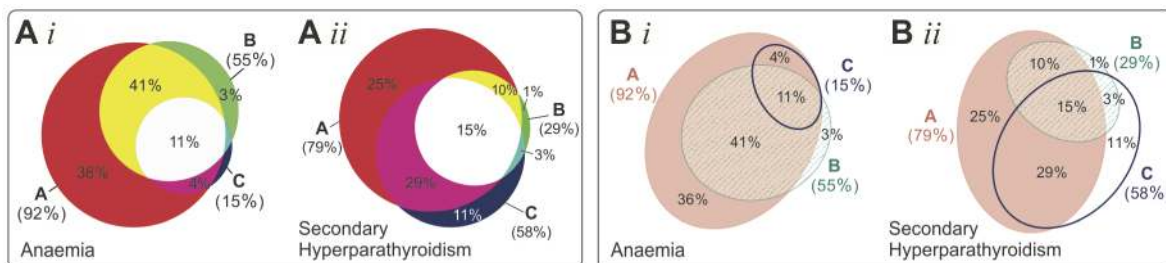 A i
B
(55%)
41%
3%
11%
36%
4%
A
(92%)
C
(15%)
Anaemia
A ii
25%
10%
1%
B
(29%)
15%
A
(79%)
3%
29%
11%
C
(58%)
Secondary
Hyperparathyroidism
B i
4%
A
(92%)
C
(15%)
11%
41%
3%
B
(55%)
36%
Anaemia
B ii
10%
1%
B
(29%)
15%
3%
A
(79%)
25%
11%
29%
C
(58%)
Secondary
Hyperparathyroidism